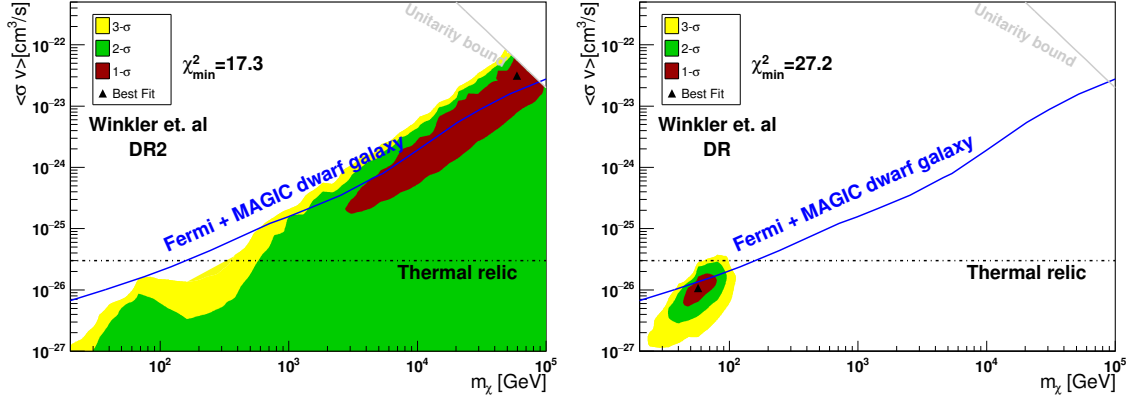 <σ v>[cm³/s]
10⁻²²
10⁻²³
10⁻²⁴
10⁻²⁵
10⁻²⁶
10⁻²⁷
3-σ
2-σ
1-σ
Best Fit
χ²min=17.3
Winkler et. al
DR2
Unitarity bound
Fermi + MAGIC dwarf galaxy
Thermal relic
10²
10³
10⁴
10⁵
mχ [GeV]
<σ v>[cm³/s]
10⁻²²
10⁻²³
10⁻²⁴
10⁻²⁵
10⁻²⁶
10⁻²⁷
3-σ
2-σ
1-σ
Best Fit
χ²min=27.2
Winkler et. al
DR
Unitarity bound
Fermi + MAGIC dwarf galaxy
Thermal relic
10²
10³
10⁴
10⁵
mχ [GeV]